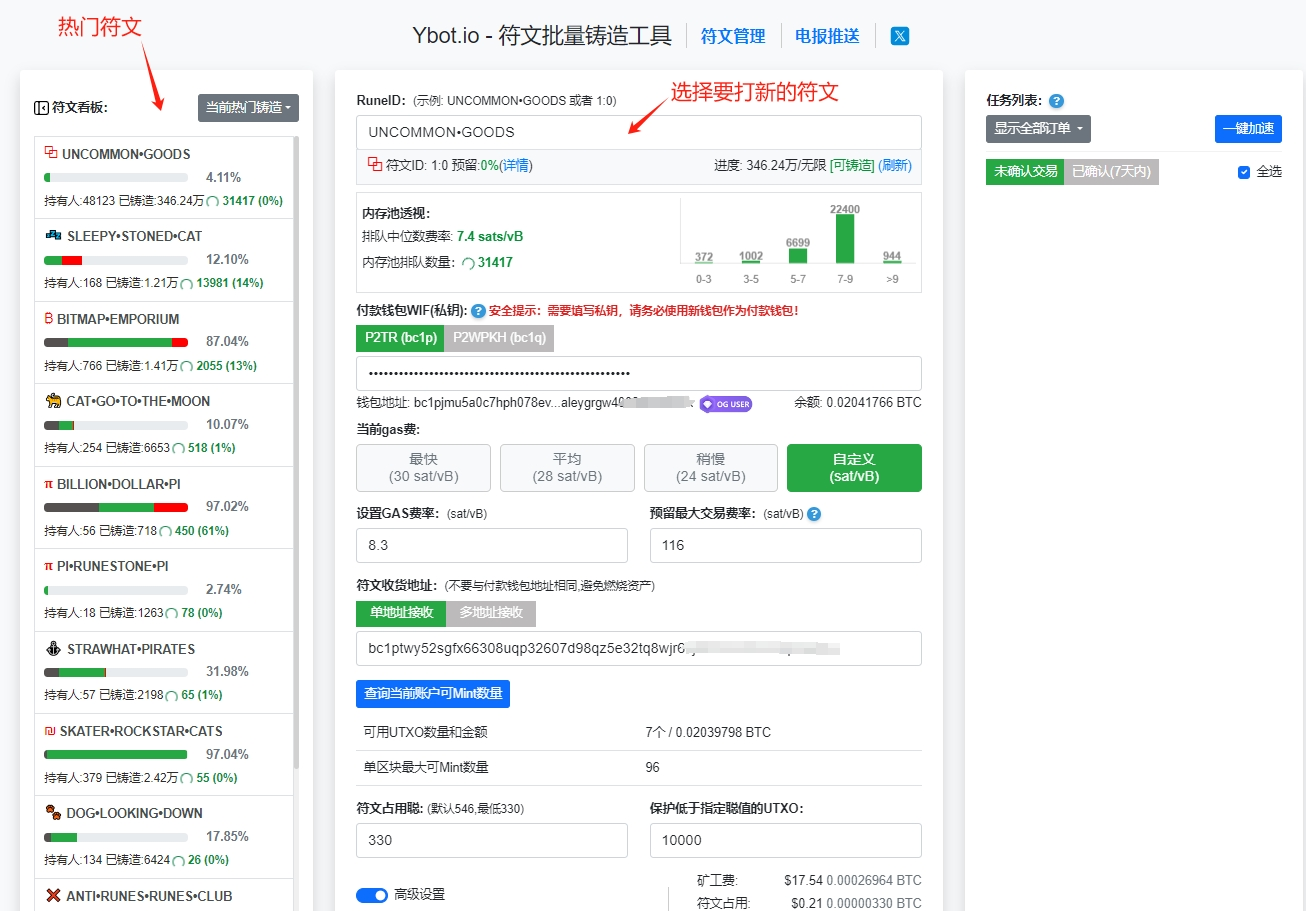 热门符文
Ybot.io - 符文批量铸造工具
符文管理
电报推送
符文看板:
当前热门铸造
UNCOMMON•GOODS
4.11%
持有人:48123 已铸造:346.24万 31417 (0%)
SLEEPY•STONED•CAT
12.10%
持有人:168 已铸造:1.21万 13981 (14%)
BITMAP•EMPORIUM
87.04%
持有人:766 已铸造:1.41万 2055 (13%)
CAT•GO•TO•THE•MOON
10.07%
持有人:254 已铸造:6653 518 (1%)
π BILLION•DOLLAR•PI
97.02%
持有人:56 已铸造:718 450 (61%)
π PI•RUNESTONE•PI
2.74%
持有人:18 已铸造:1263 78 (0%)
STRAWHAT•PIRATES
31.98%
持有人:57 已铸造:2198 65 (1%)
SKATER•ROCKSTAR•CATS
97.04%
持有人:379 已铸造:2.42万 55 (0%)
DOG•LOOKING•DOWN
17.85%
持有人:134 已铸造:6424 26 (0%)
ANTI•RUNES•RUNES•CLUB
选择要打新的符文
RuneID: (示例: UNCOMMON•GOODS 或者 1:0)
UNCOMMON•GOODS
符文ID: 1:0 预留:0%(详情)
进度: 346.24万/无限 [可铸造] (刷新)
内存池透视:
排队中位数费率: 7.4 sats/vB
内存池排队数量: 31417
372 1002 6699 22400 944
0-3 3-5 5-7 7-9 >9
付款钱包WIF(私钥): ? 安全提示：需要填写私钥，请务必使用新钱包作为付款钱包!
P2TR (bc1p) P2WPKH (bc1q)
钱包地址: bc1pjmu5a0c7hph078ev...aleygrgw4
OG USER
余额: 0.02041766 BTC
当前gas费:
最快 平均 稍慢 自定义
(30 sat/vB) (28 sat/vB) (24 sat/vB) (sat/vB)
设置GAS费率: (sat/vB)
预留最大交易费率: (sat/vB) ?
8.3
116
符文收货地址: (不要与付款钱包地址相同,避免燃烧资产)
单地址接收 多地址接收
bc1ptwy52sgfx66308uqp32607d98qz5e32tq8wjr6
查询当前账户可Mint数量
可用UTXO数量和金额 7个 / 0.02039798 BTC
单区块最大可Mint数量 96
符文占用聪: (默认546,最低330)
保护低于指定聪值的UTXO:
330
10000
高级设置
矿工费: $17.54 0.00026964 BTC
符文占用: $0.21 0.00000330 BTC
任务列表: ?
显示全部订单
一键加速
未确认交易 已确认(7天内)
全选